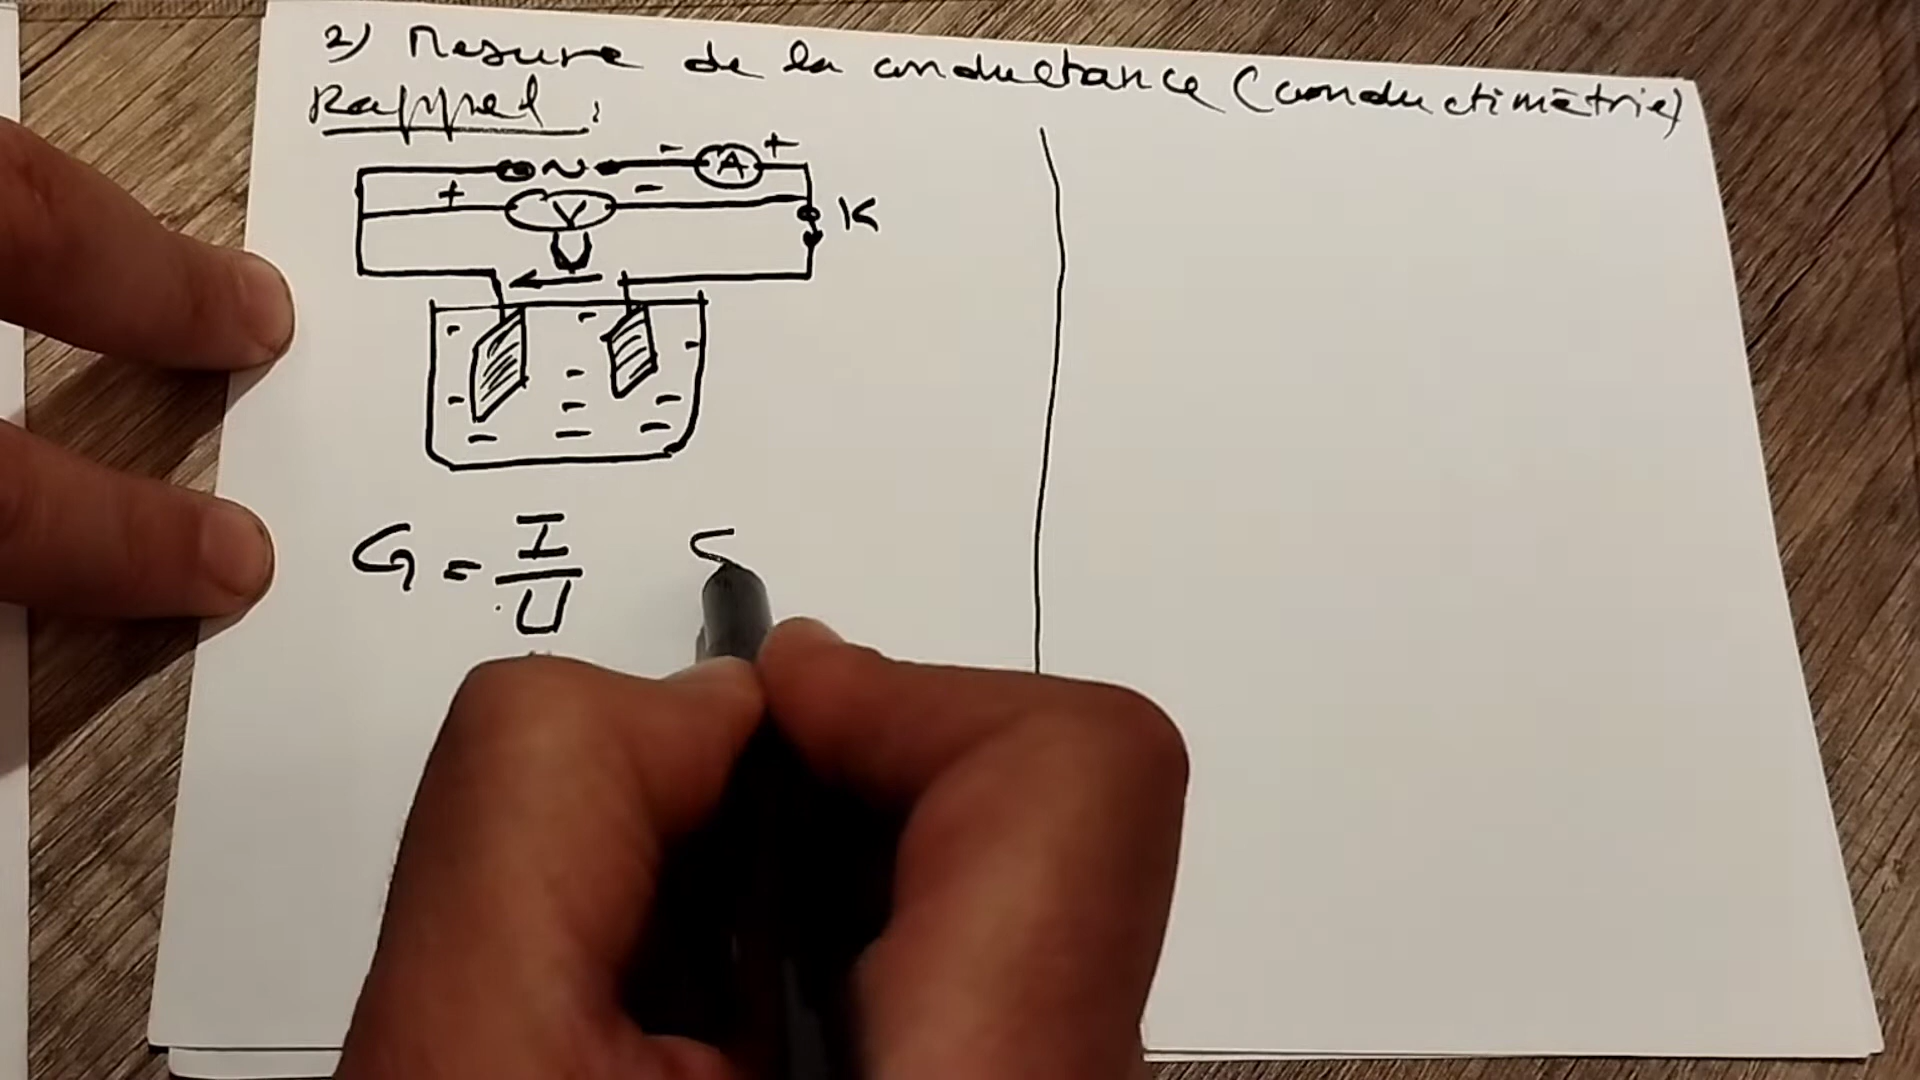 2) Mesure de la conductance (conductimètrie)
Rappel :
~ - A +
+ V - K
U
G = I / U S